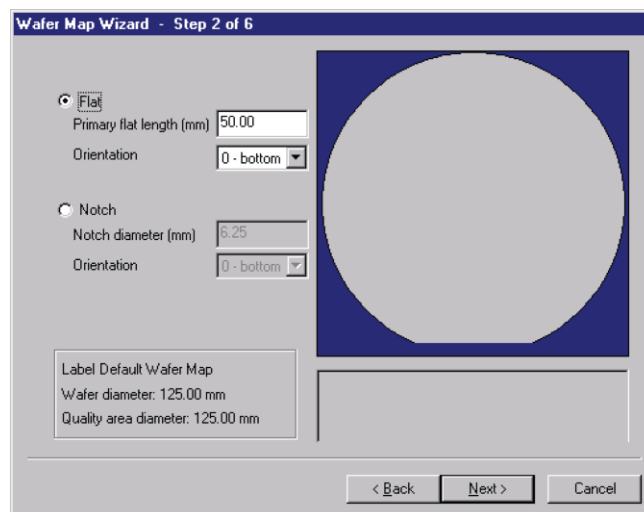 Wafer Map Wizard - Step 2 of 6
Flat
Primary flat length (mm) 50.00
Orientation 0 - bottom
Notch
Notch diameter (mm) 6.25
Orientation 0 - bottom
Label Default Wafer Map
Wafer diameter: 125.00 mm
Quality area diameter: 125.00 mm
< Back Next > Cancel